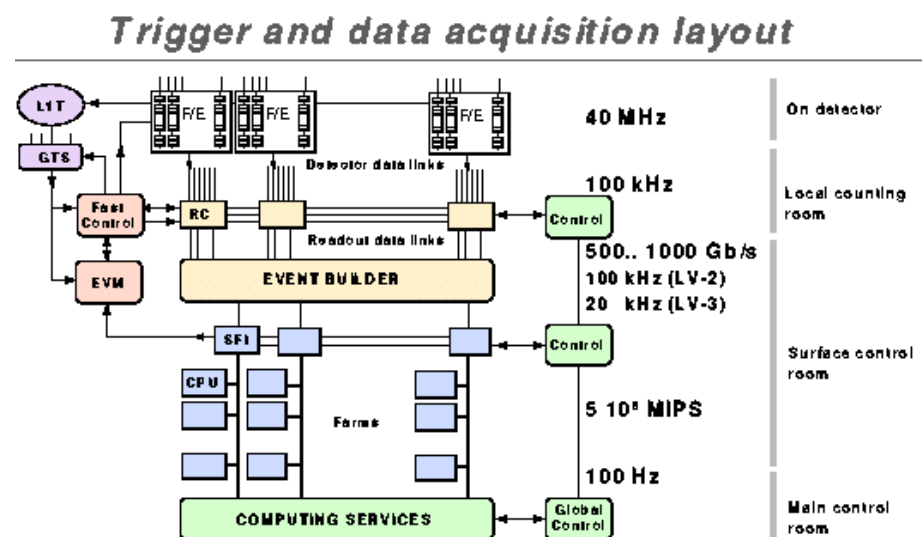 Trigger and data acquisition layout
L1T
F/E
F/E
F/E
40 MHz
On detector
GTS
Detector data links
100 kHz
Local counting
room
Fast
Control
RC
Control
Readout data links
500.. 1000 Gb/s
EVM
EVENT BUILDER
100 kHz (LV-2)
20 kHz (LV-3)
SFI
Control
Surface control
room
CPU
Farms
MIPS
100 Hz
COMPUTING SERVICES
Global
Control
Main control
room